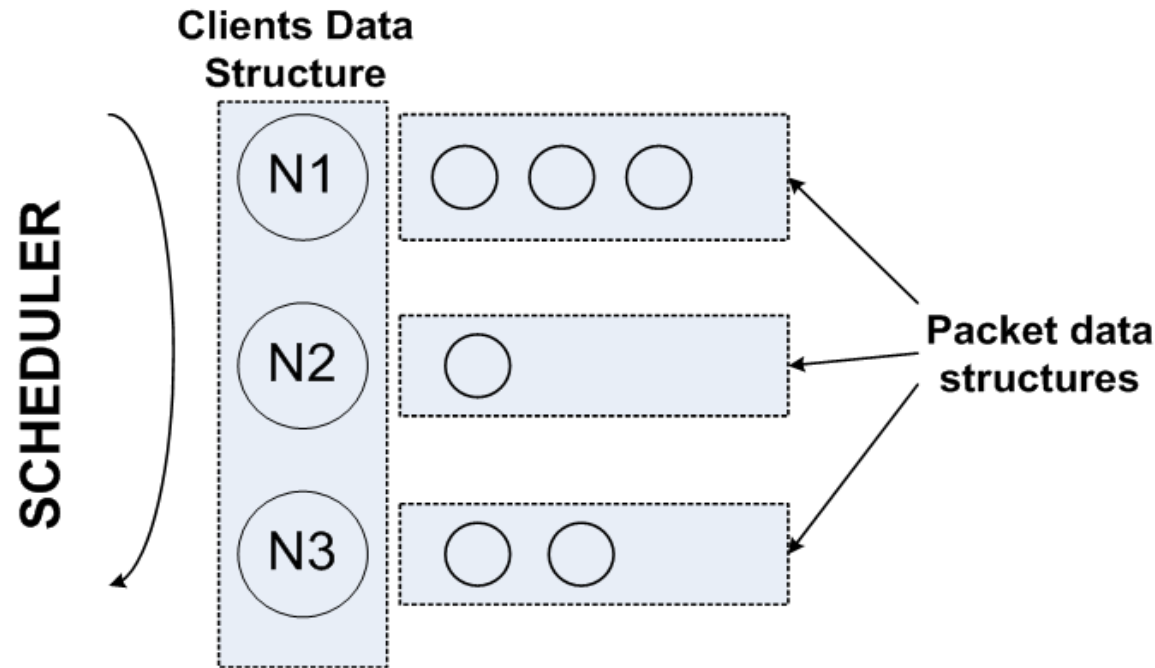 Clients Data
Structure
SCHEDULER
N1
N2
N3
Packet data
structures